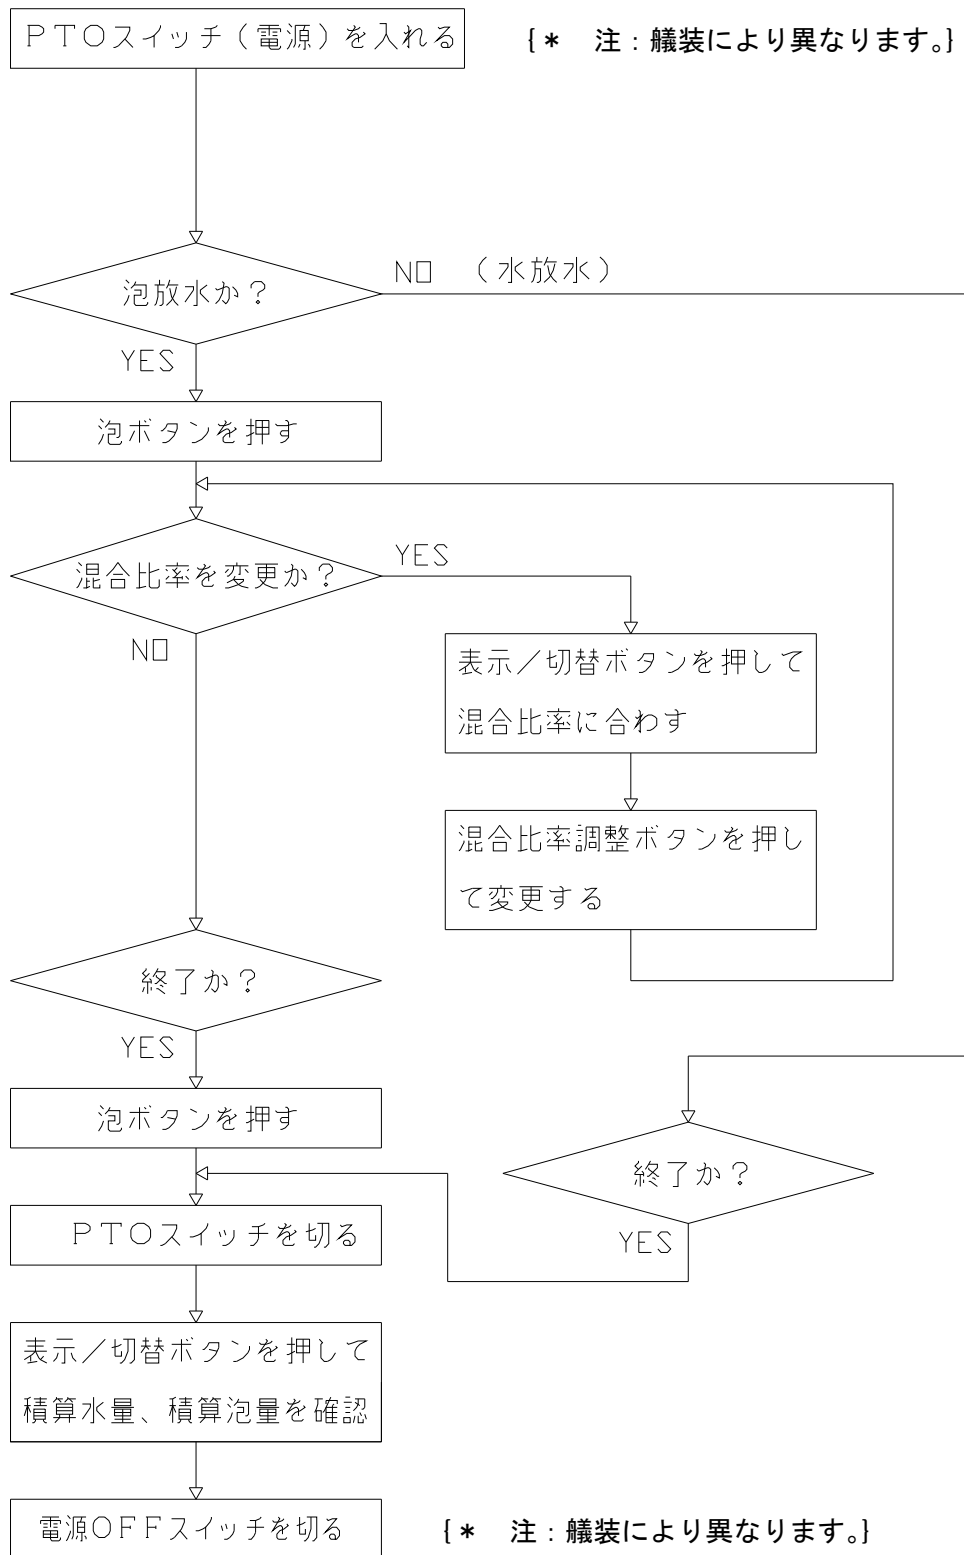 PTOスイッチ（電源）を入れる
{＊　注：艤装により異なります。}
泡放水か？
NO　（水放水）
YES
泡ボタンを押す
混合比率を変更か？
YES
NO
表示／切替ボタンを押して
混合比率に合わす
混合比率調整ボタンを押し
て変更する
終了か？
YES
泡ボタンを押す
終了か？
YES
PTOスイッチを切る
表示／切替ボタンを押して
積算水量、積算泡量を確認
電源OFFスイッチを切る
{＊　注：艤装により異なります。}